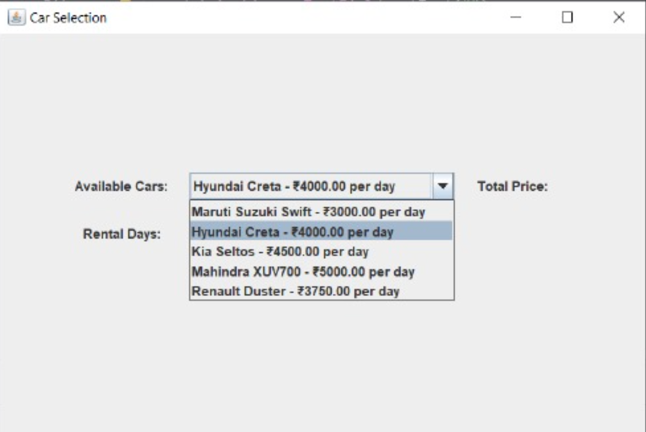 Car Selection
Available Cars: Hyundai Creta - ₹4000.00 per day Total Price:
Maruti Suzuki Swift - ₹3000.00 per day
Rental Days: Hyundai Creta - ₹4000.00 per day
Kia Seltos - ₹4500.00 per day
Mahindra XUV700 - ₹5000.00 per day
Renault Duster - ₹3750.00 per day